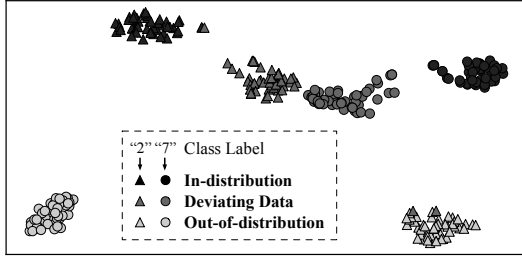 “2” “7” Class Label
In-distribution
Deviating Data
Out-of-distribution